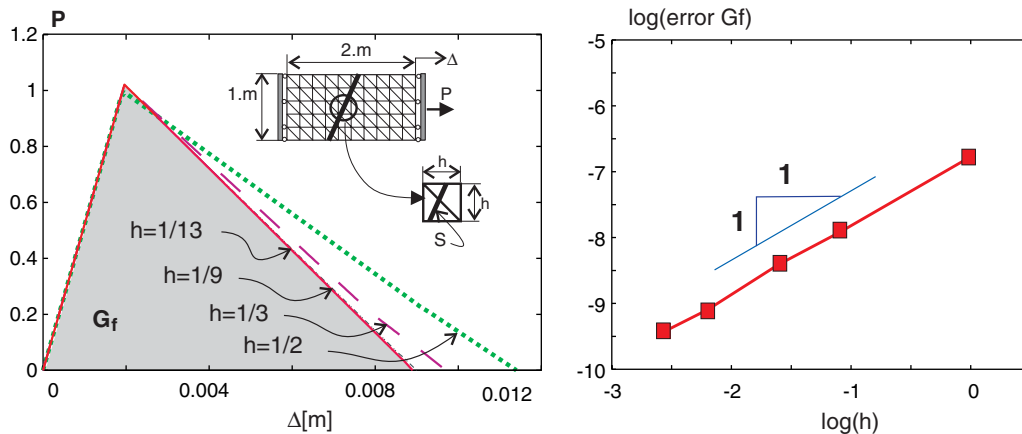 P
1.2
1
0.8
0.6
0.4
0.2
0
0
0.004
0.008
0.012
Δ[m]
2.m
Δ
1.m
P
h
h
S
h=1/13
h=1/9
h=1/3
h=1/2
Gf
log(error Gf)
-5
-6
-7
-8
-9
-10
-3
-2
-1
0
log(h)
1
1